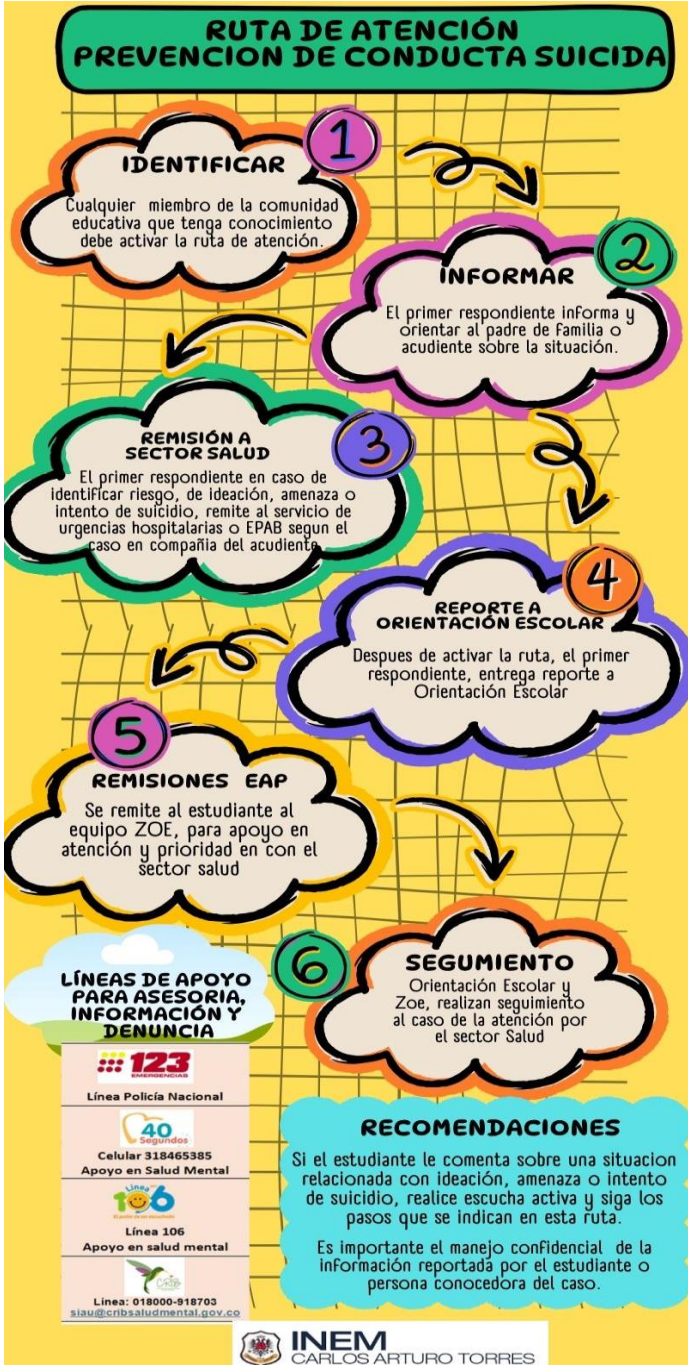 RUTA DE ATENCIÓN
PREVENCION DE CONDUCTA SUICIDA
1
IDENTIFICAR
Cualquier miembro de la comunidad
educativa que tenga conocimiento
debe activar la ruta de atención.
2
INFORMAR
El primer respondiente informa y
orientar al padre de familia o
acudiente sobre la situación.
3
REMISIÓN A
SECTOR SALUD
El primer respondiente en caso de
identificar riesgo, de ideación, amenaza o
intento de suicidio, remite al servicio de
urgencias hospitalarias o EPAB segun el
caso en compañia del acudiente
4
REPORTE A
ORIENTACIÓN ESCOLAR
Despues de activar la ruta, el primer
respondiente, entrega reporte a
Orientación Escolar
5
REMISIONES EAP
Se remite al estudiante al
equipo ZOE, para apoyo en
atención y prioridad en con el
sector salud
6
SEGUMIENTO
Orientación Escolar y
Zoe, realizan seguimiento
al caso de la atención por
el sector Salud
LÍNEAS DE APOYO
PARA ASESORIA,
INFORMACIÓN Y
DENUNCIA
123
EMERGENCIAS
Línea Policía Nacional
40
Segundos
Celular 318465385
Apoyo en Salud Mental
Línea
106
El poder de ser escuchado
Línea 106
Apoyo en salud mental
CRIB
Línea: 018000-918703
siau@cribsaludmental.gov.co
RECOMENDACIONES
Si el estudiante le comenta sobre una situacion
relacionada con ideación, amenaza o intento
de suicidio, realice escucha activa y siga los
pasos que se indican en esta ruta.
Es importante el manejo confidencial de la
información reportada por el estudiante o
persona conocedora del caso.
INEM
CARLOS ARTURO TORRES